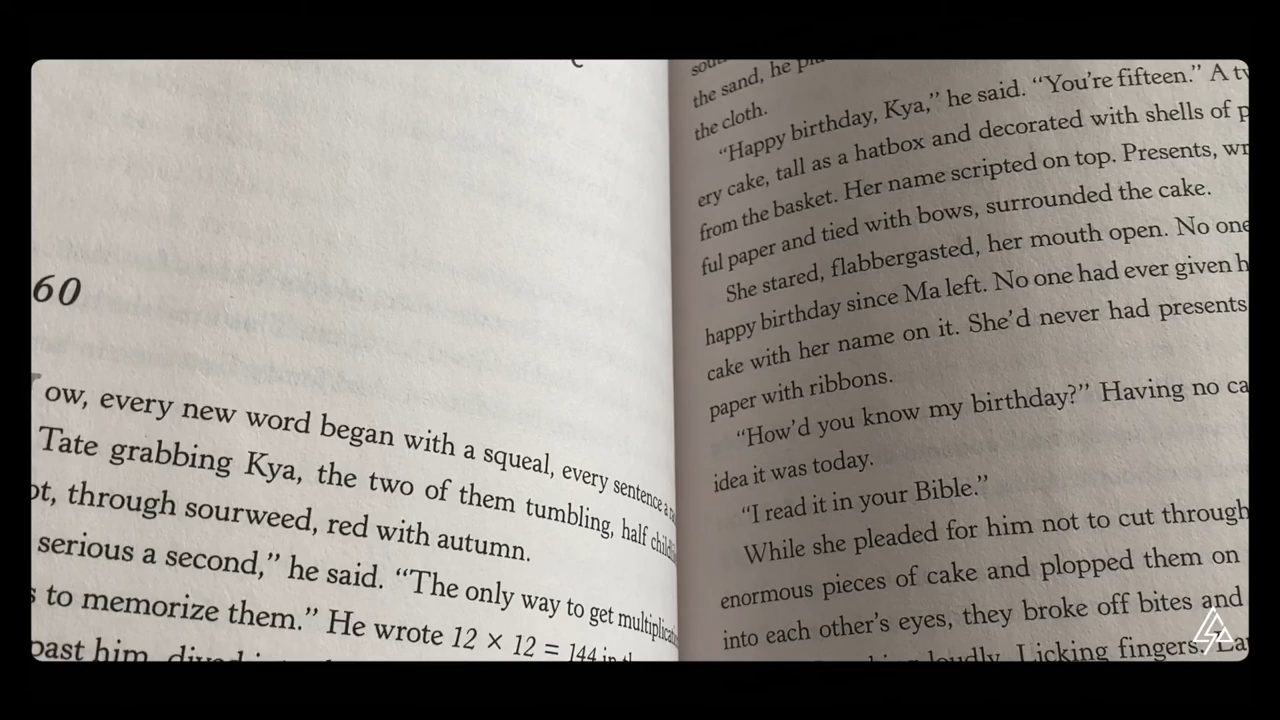 60
ow, every new word began with a squeal, every sentence a
Tate grabbing Kya, the two of them tumbling, half
through sourweed, red with autumn.
serious a second,” he said. “The only way to get
to memorize them.” He wrote 12 × 12 = 144 in
past him,
the sand, he
the cloth.
“Happy birthday, Kya,” he said. “You’re fifteen.” A
ery cake, tall as a hatbox and decorated with shells of
from the basket. Her name scripted on top. Presents,
ful paper and tied with bows, surrounded the cake.
She stared, flabbergasted, her mouth open. No one
happy birthday since Ma left. No one had ever given
cake with her name on it. She’d never had presents
paper with ribbons.
“How’d you know my birthday?” Having no
idea it was today.
“I read it in your Bible.”
While she pleaded for him not to cut through
enormous pieces of cake and plopped them on
into each other’s eyes, they broke off bites and
loudly. Licking fingers.